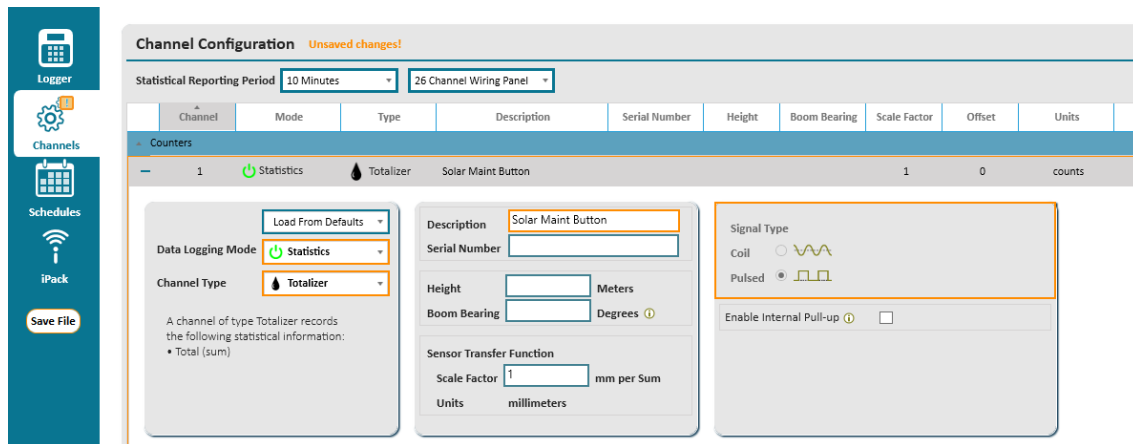 Channel Configuration Unsaved changes!
Logger
Statistical Reporting Period 10 Minutes 26 Channel Wiring Panel
Channel Mode Type Description Serial Number Height Boom Bearing Scale Factor Offset Units
Channels
Counters
1 Statistics Totalizer Solar Maint Button 1 0 counts
Schedules
iPack
Save File
Load From Defaults
Data Logging Mode Statistics
Channel Type Totalizer
A channel of type Totalizer records
the following statistical information:
• Total (sum)
Description Solar Maint Button
Serial Number
Height Meters
Boom Bearing Degrees
Sensor Transfer Function
Scale Factor 1 mm per Sum
Units millimeters
Signal Type
Coil
Pulsed
Enable Internal Pull-up